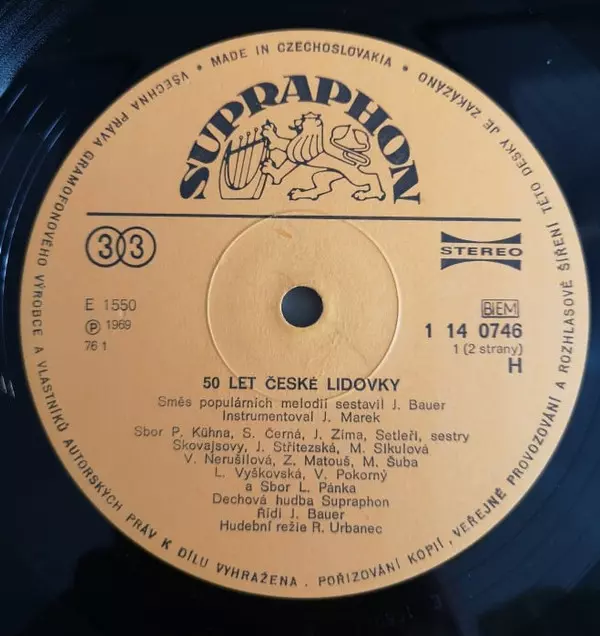 VŠECHNA PRÁVA GRAMOFONOVÉHO VÝROBCE A VLASTNÍKŮ AUTORSKÝCH PRÁV K DÍLU VYHRAŽENA . POŘIZOVÁNÍ KOPIÍ , VEŘEJNÉ PROVOZOVÁNÍ A ROZHLASOVÉ ŠÍŘENÍ TÉTO DESKY JE ZAKÁZÁNO
• MADE IN CZECHOSLOVAKIA •
SUPRAPHON
33
STEREO
E 1550
BIEM
Ⓟ 1969
1 14 0746
76 1
1 (2 strany)
H
50 LET ČESKÉ LIDOVKY
Směs populárních melodií sestavil J. Bauer
Instrumentoval J. Marek
Sbor P. Kühna, S. Černá, J. Zíma, Setleři, sestry
Skovajsovy, J. Střítezská, M. Sikulová
V. Nerušilová, Z. Matouš, M. Šuba
L. Vyškovská, V. Pokorný
a Sbor L. Pánka
Dechová hudba Supraphon
Řídí J. Bauer
Hudební režie R. Urbanec